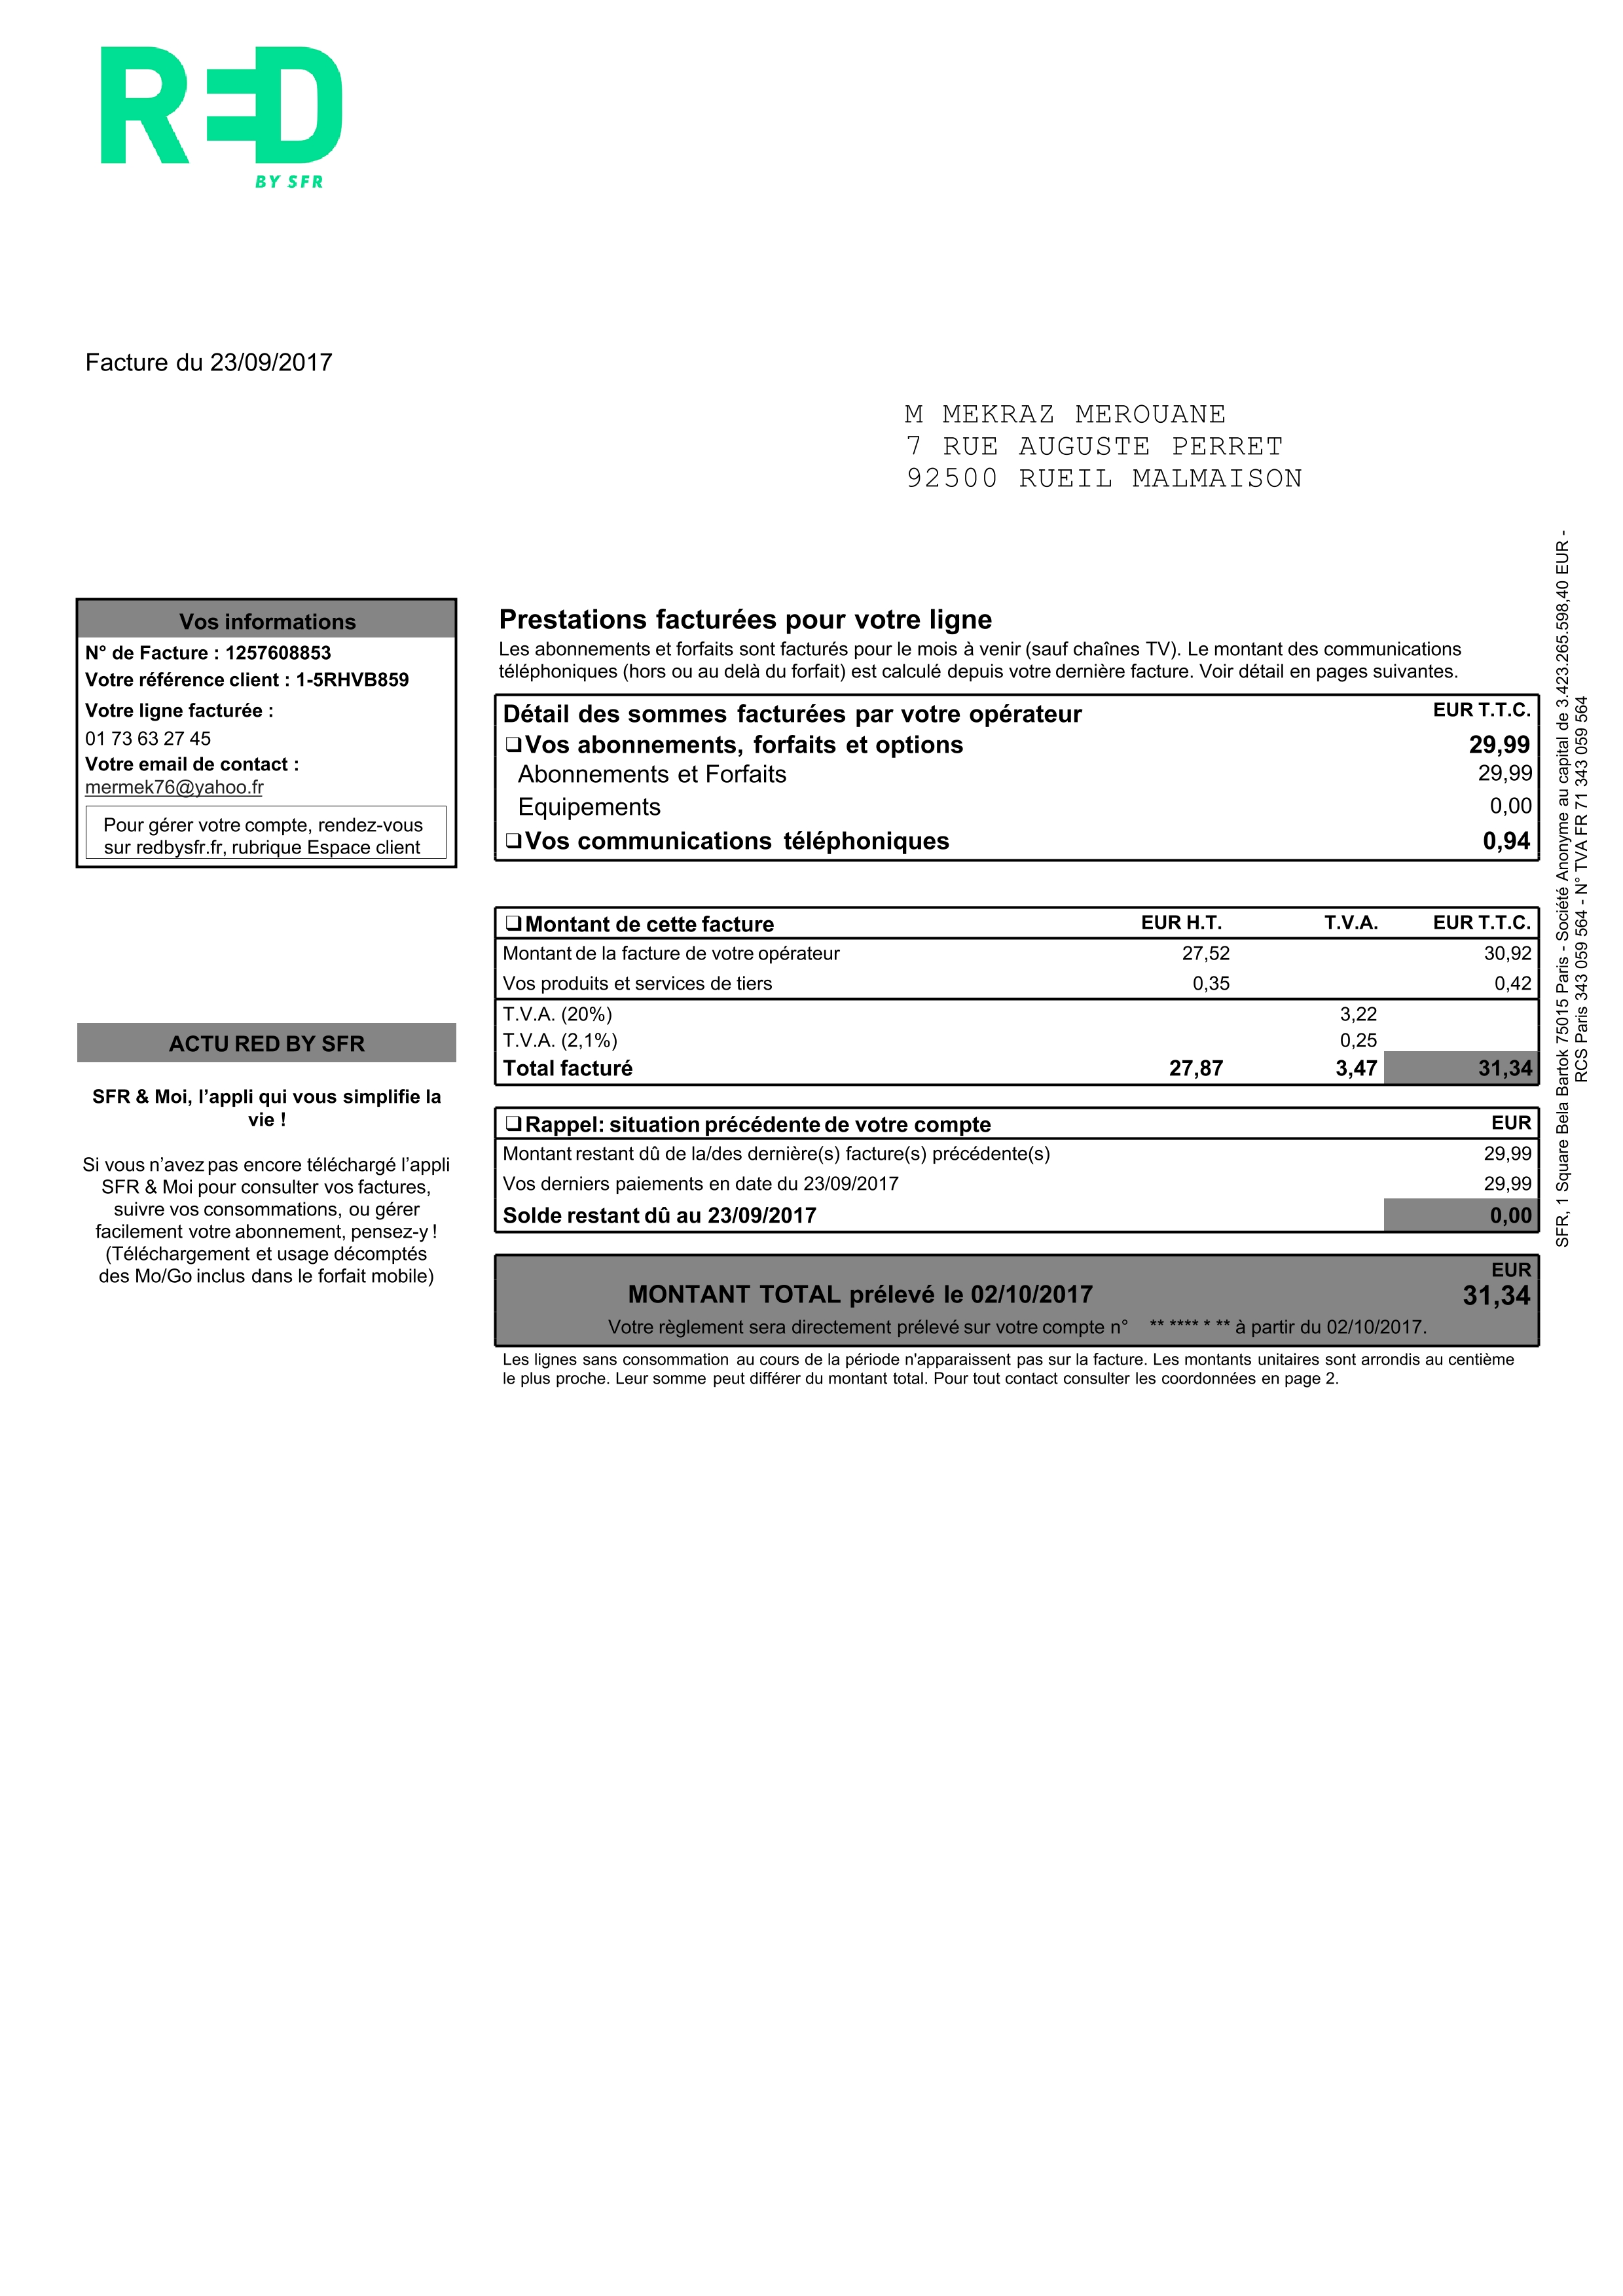 RED
BY SFR
Facture du 23/09/2017
M MEKRAZ MEROUANE
7 RUE AUGUSTE PERRET
92500 RUEIL MALMAISON
Vos informations
N° de Facture : 1257608853
Votre référence client : 1-5RHVB859
Votre ligne facturée :
01 73 63 27 45
Votre email de contact :
mermek76@yahoo.fr
Pour gérer votre compte, rendez-vous
sur redbysfr.fr, rubrique Espace client
ACTU RED BY SFR
SFR & Moi, l’appli qui vous simplifie la
vie !
Si vous n’avez pas encore téléchargé l’appli
SFR & Moi pour consulter vos factures,
suivre vos consommations, ou gérer
facilement votre abonnement, pensez-y !
(Téléchargement et usage décomptés
des Mo/Go inclus dans le forfait mobile)
Prestations facturées pour votre ligne
Les abonnements et forfaits sont facturés pour le mois à venir (sauf chaînes TV). Le montant des communications
téléphoniques (hors ou au delà du forfait) est calculé depuis votre dernière facture. Voir détail en pages suivantes.
Détail des sommes facturées par votre opérateur EUR T.T.C.
❑Vos abonnements, forfaits et options 29,99
Abonnements et Forfaits 29,99
Equipements 0,00
❑Vos communications téléphoniques 0,94
❑Montant de cette facture EUR H.T. T.V.A. EUR T.T.C.
Montant de la facture de votre opérateur 27,52 30,92
Vos produits et services de tiers 0,35 0,42
T.V.A. (20%) 3,22
T.V.A. (2,1%) 0,25
Total facturé 27,87 3,47 31,34
❑Rappel: situation précédente de votre compte EUR
Montant restant dû de la/des dernière(s) facture(s) précédente(s) 29,99
Vos derniers paiements en date du 23/09/2017 29,99
Solde restant dû au 23/09/2017 0,00
EUR
MONTANT TOTAL prélevé le 02/10/2017 31,34
Votre règlement sera directement prélevé sur votre compte n° ** **** * ** à partir du 02/10/2017.
Les lignes sans consommation au cours de la période n'apparaissent pas sur la facture. Les montants unitaires sont arrondis au centième
le plus proche. Leur somme peut différer du montant total. Pour tout contact consulter les coordonnées en page 2.
SFR, 1 Square Bela Bartok 75015 Paris - Société Anonyme au capital de 3.423.265.598,40 EUR -
RCS Paris 343 059 564 - N° TVA FR 71 343 059 564